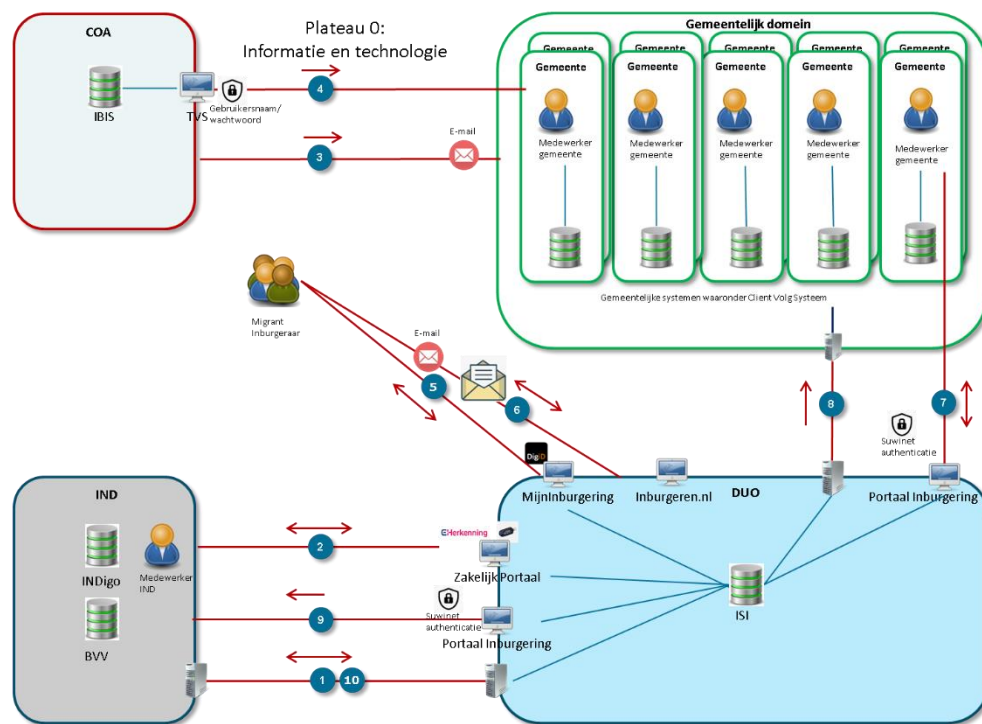 Plateau 0:
Informatie en technologie
COA
IBIS
TVS
Gebruikersnaam/
wachtwoord
4
3
E-mail
Gemeentelijk domein
Gemeente
Gemeente
Gemeente
Gemeente
Gemeente
Gemeente
Gemeente
Gemeente
Gemeente
Gemeente
Medewerker
gemeente
Medewerker
gemeente
Medewerker
gemeente
Medewerker
gemeente
Medewerker
gemeente
Gemeentelijke systemen waaronder Client Volg Systeem
Migrant
Inburgeraar
E-mail
5
6
8
7
Suwinet
authenticatie
DigiD
MijnInburgering
Inburgeren.nl
DUO
Portaal Inburgering
IND
INDigo
Medewerker
IND
BVV
2
eHerkenning
Zakelijk Portaal
9
Suwinet
authenticatie
Portaal Inburgering
ISI
1
10